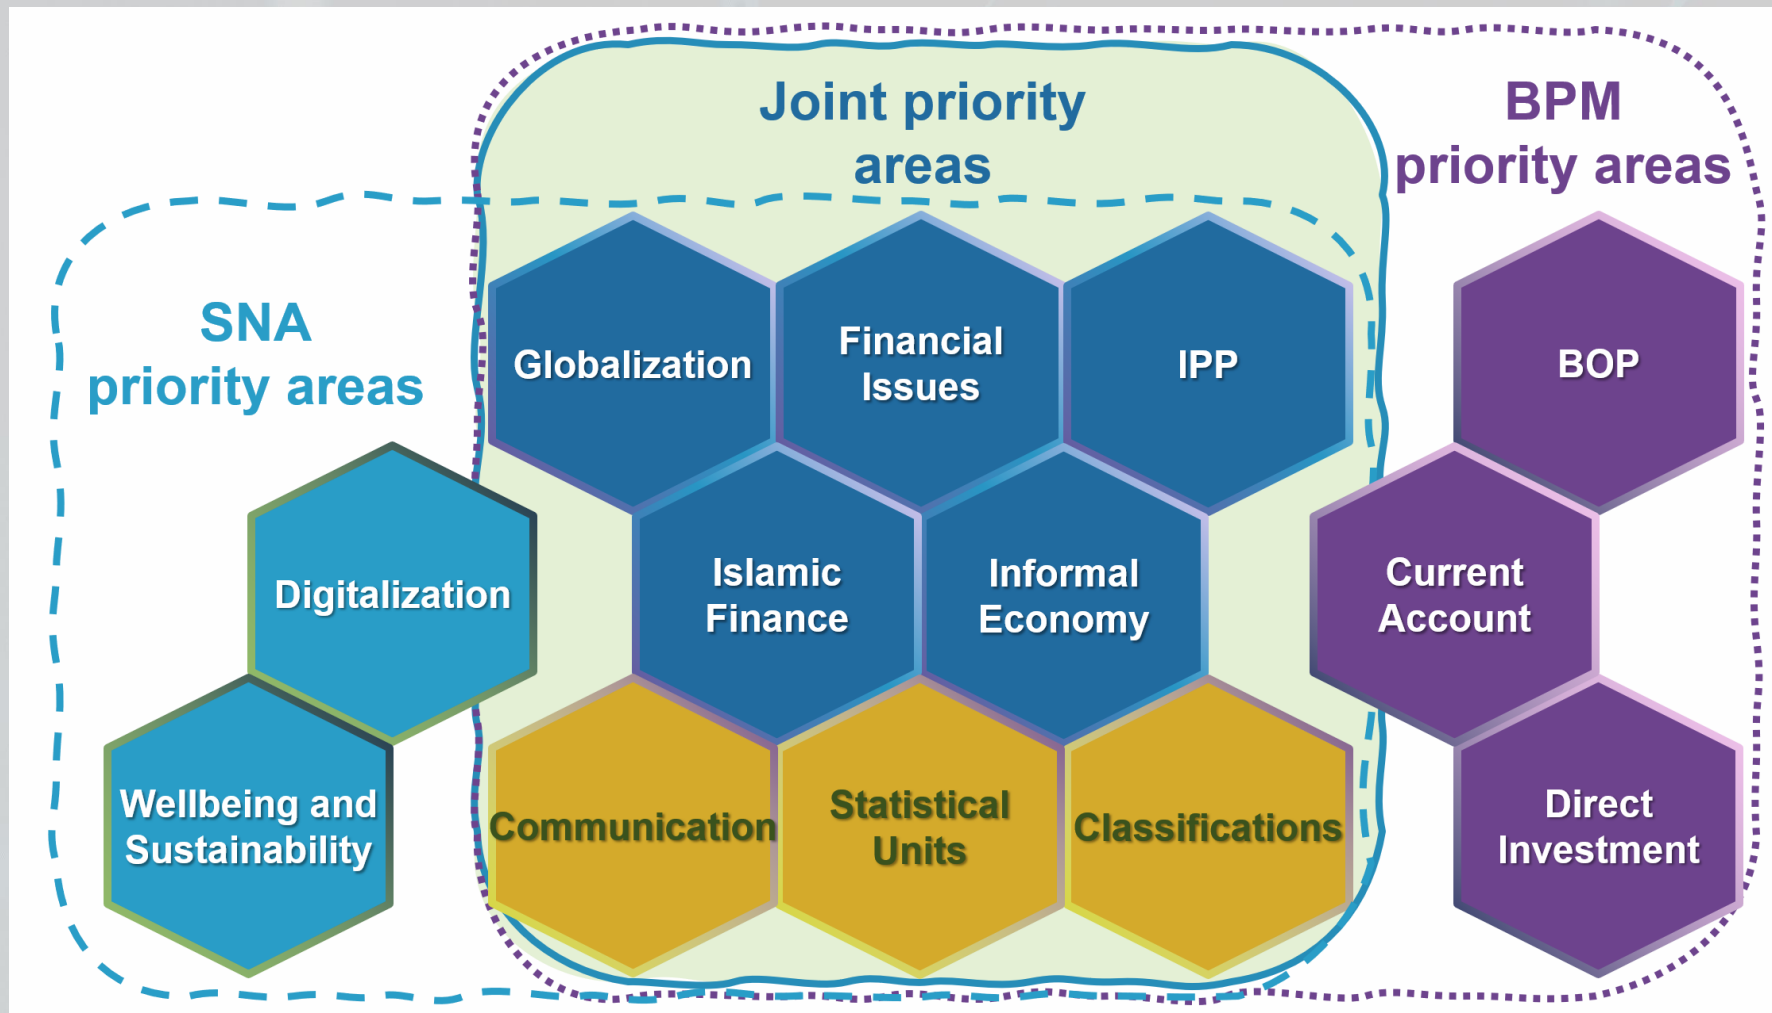 Joint priority
areas
BPM
priority areas
SNA
priority areas
Globalization
Financial
Issues
IPP
BOP
Digitalization
Islamic
Finance
Informal
Economy
Current
Account
Wellbeing and
Sustainability
Communication
Statistical
Units
Classifications
Direct
Investment